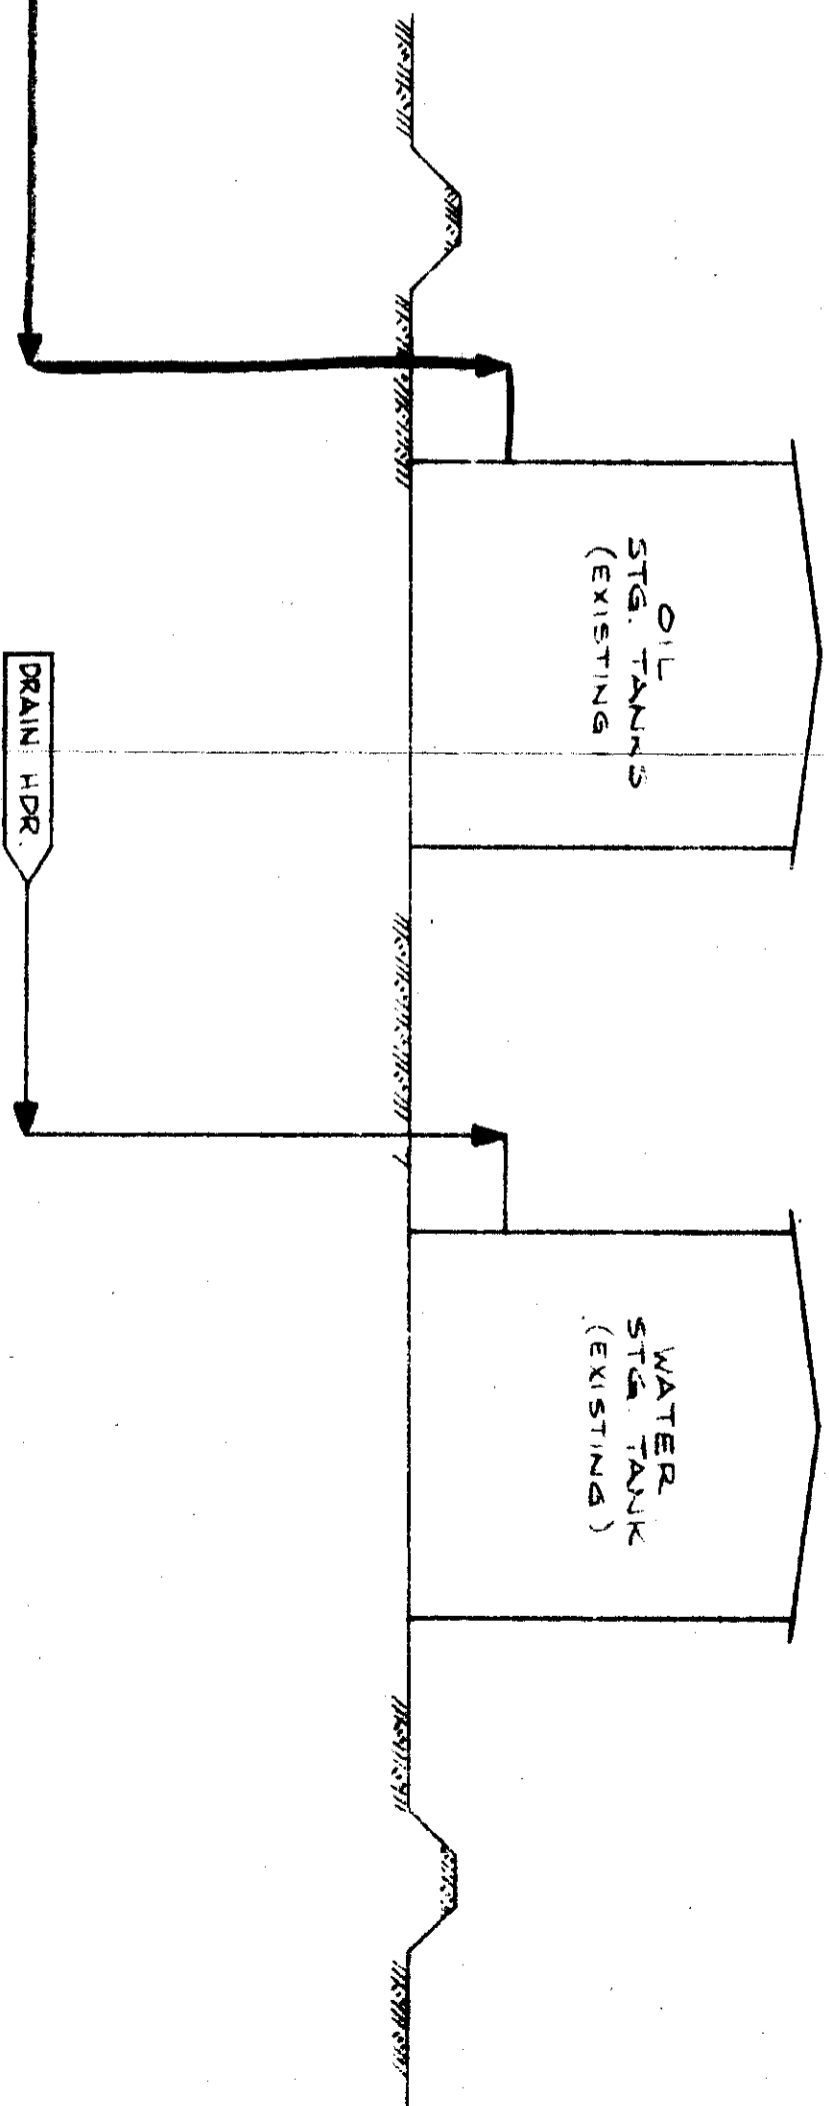 OIL
STG. TANKS
(EXISTING)
WATER
STG. TANK
(EXISTING)
DRAIN HDR.